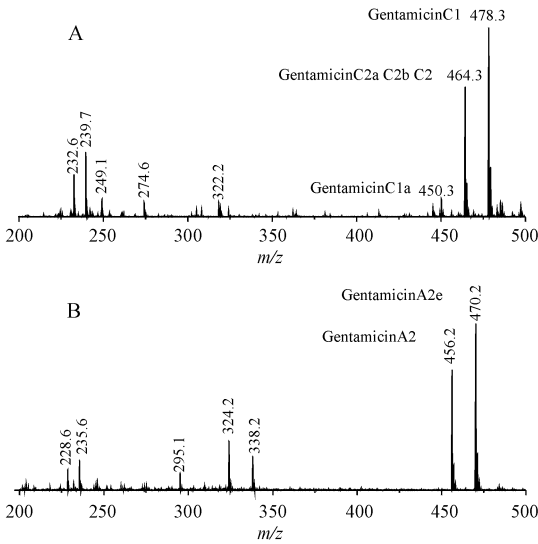 A
GentamicinC1 478.3
GentamicinC2a C2b C2 464.3
GentamicinC1a 450.3
232.6
239.7
249.1
274.6
322.2
200 250 300 350 400 450 500
m/z
B
GentamicinA2e 470.2
GentamicinA2 456.2
228.6
235.6
295.1
324.2
338.2
200 250 300 350 400 450 500
m/z